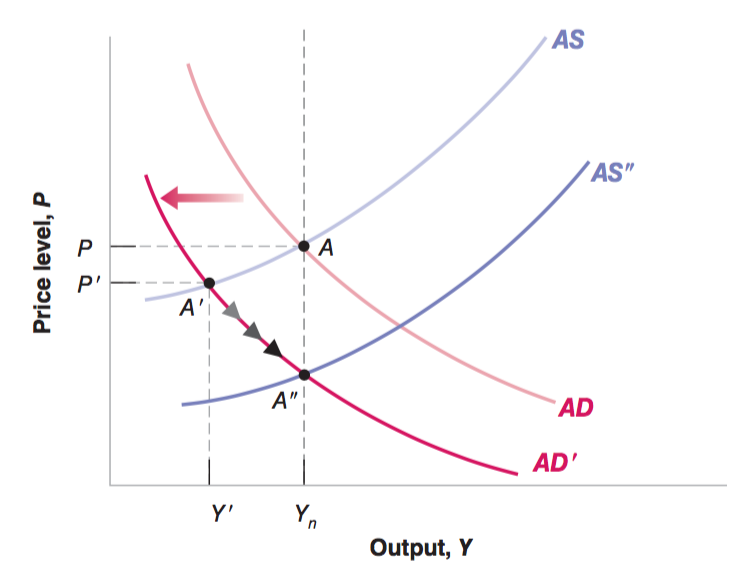 AS
AS"
Price level, P
P
A
P'
A'
A"
AD
AD'
Y'
Yn
Output, Y